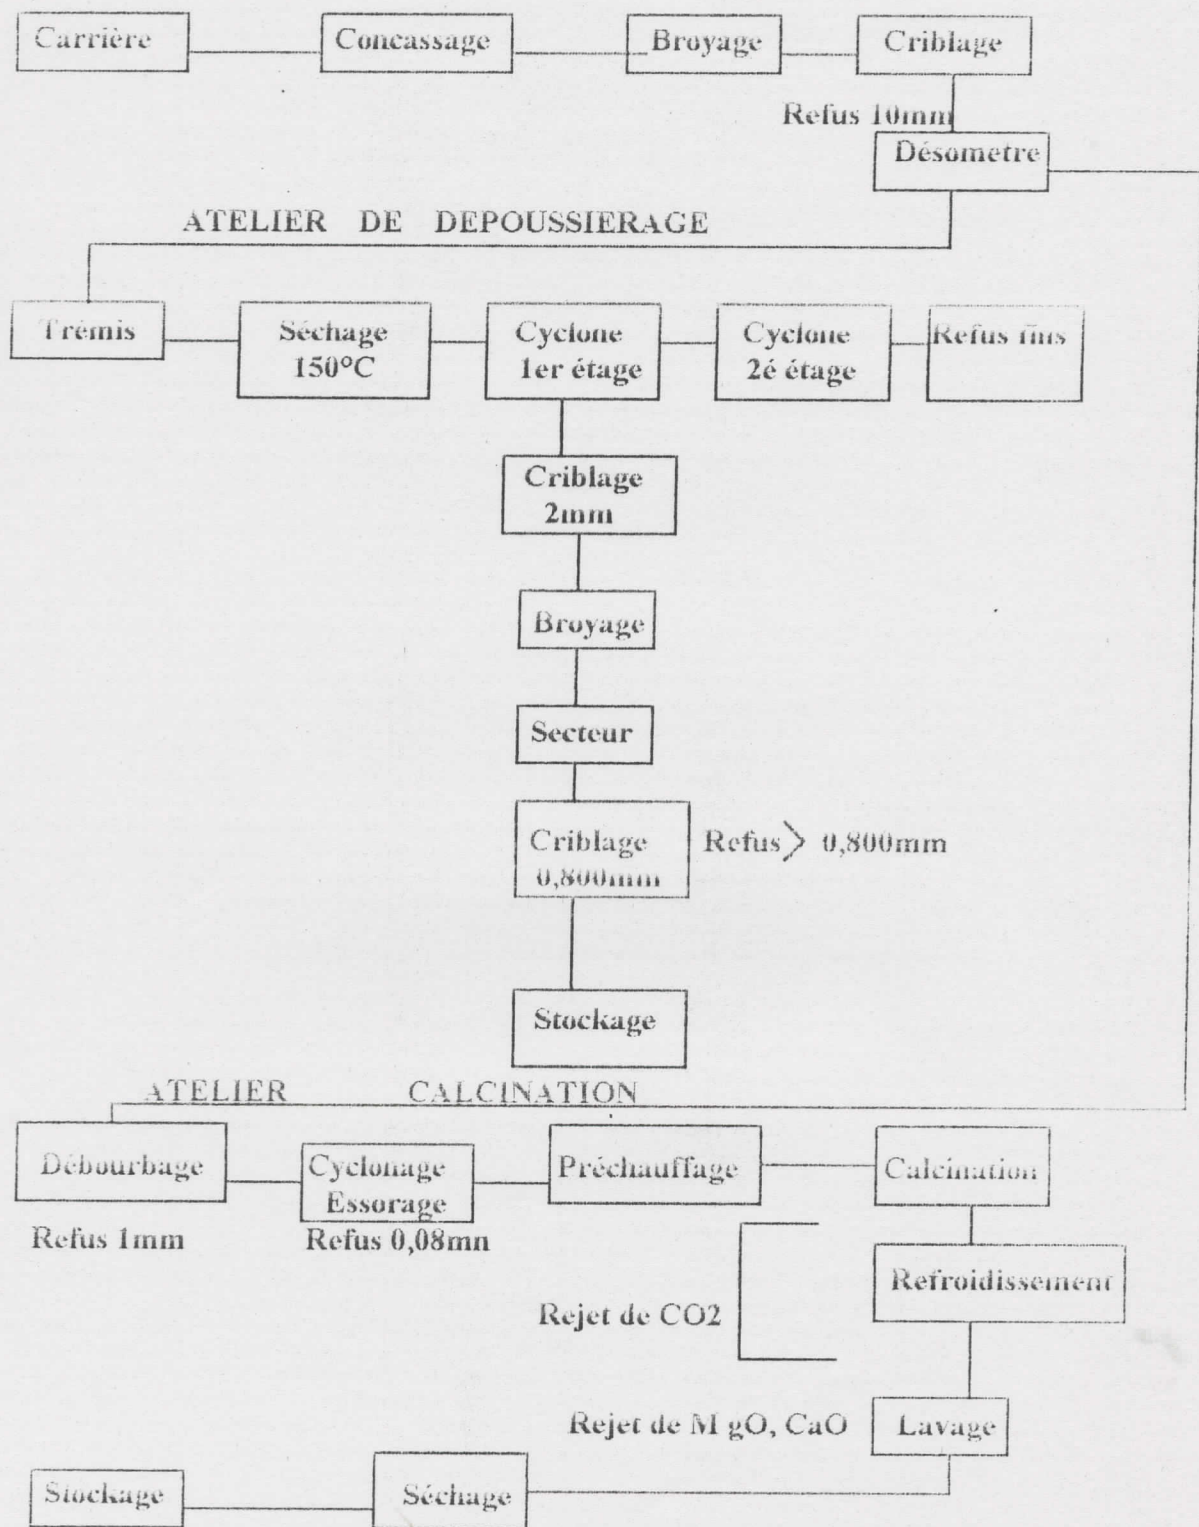 Carrière
Concassage
Broyage
Criblage
Refus 10mm
Désometre
ATELIER DE DEPOUSSIERAGE
Trémis
Séchage
150°C
Cyclone
1er étage
Cyclone
2é étage
Refus fins
Criblage
2mm
Broyage
Secteur
Criblage
0,800mm
Refus > 0,800mm
Stockage
ATELIER CALCINATION
Débourbage
Cyclonage
Essorage
Préchauffage
Calcination
Refus 1mm
Refus 0,08mn
Refroidissement
Rejet de CO2
Rejet de M gO, CaO
Lavage
Stockage
Séchage